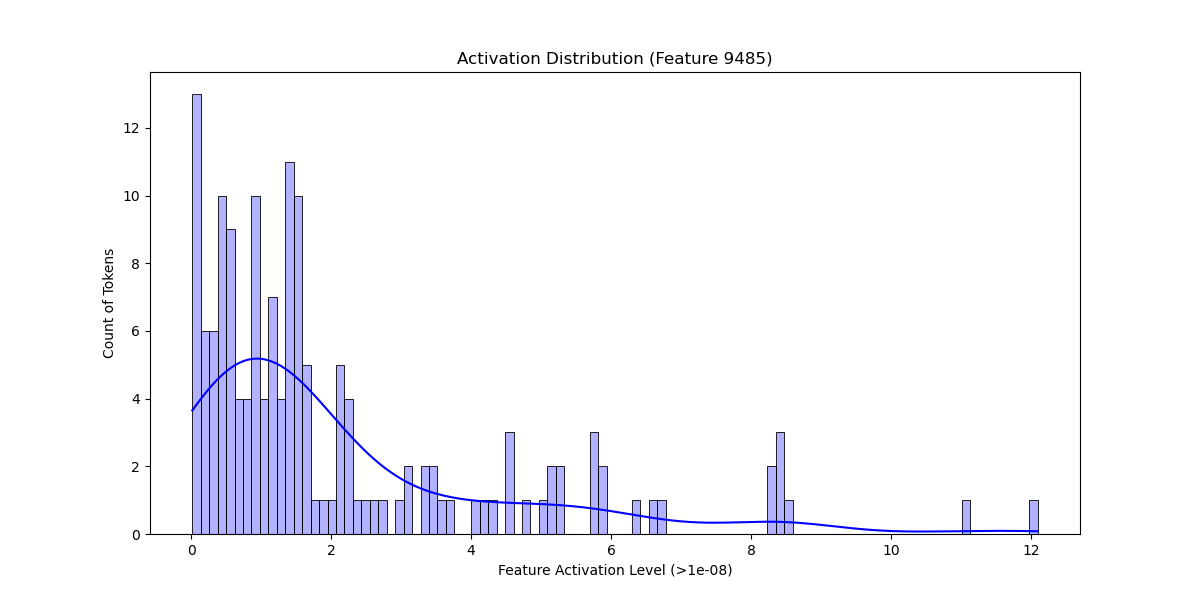 Activation Distribution (Feature 9485)
12
10
8
6
4
2
0
Count of Tokens
0 2 4 6 8 10 12
Feature Activation Level (>1e-08)